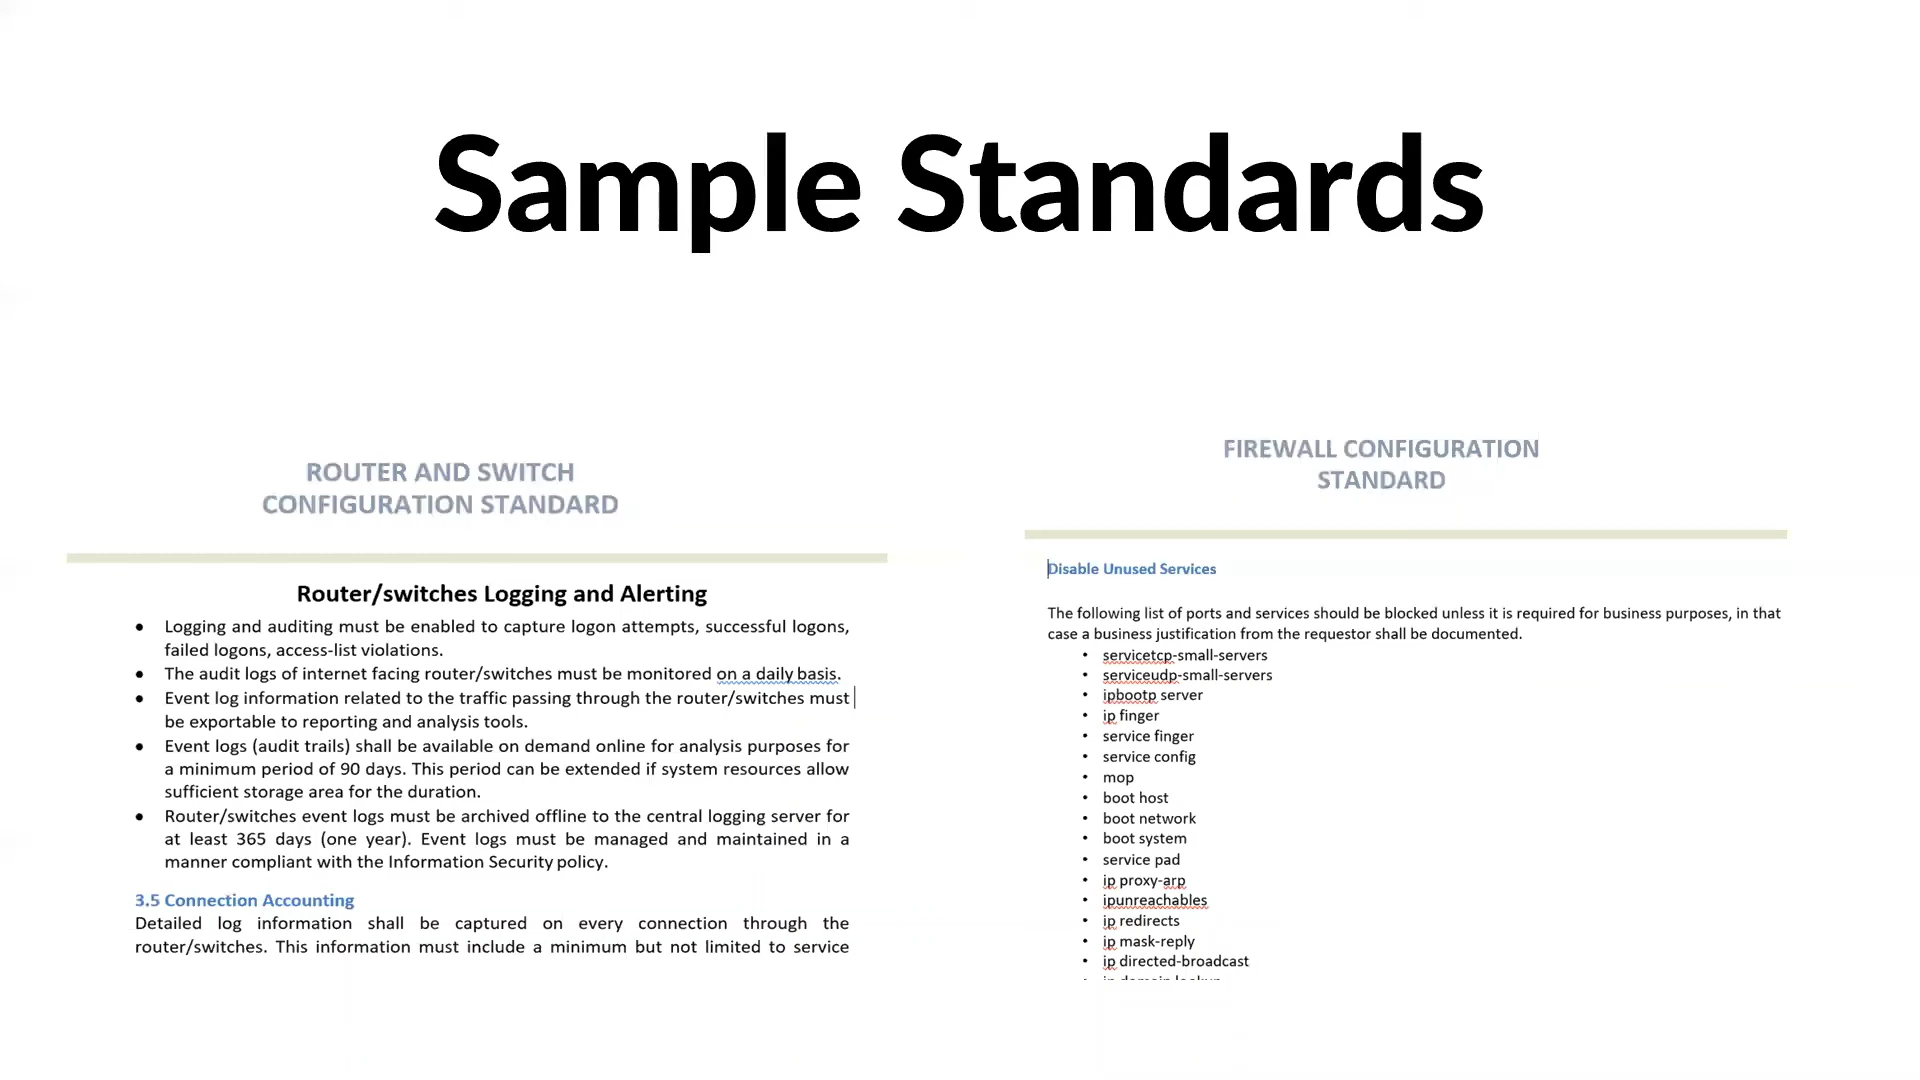 Sample Standards
ROUTER AND SWITCH
CONFIGURATION STANDARD
Router/switches Logging and Alerting
• Logging and auditing must be enabled to capture logon attempts, successful logons,
failed logons, access-list violations.
• The audit logs of internet facing router/switches must be monitored on a daily basis.
• Event log information related to the traffic passing through the router/switches must
be exportable to reporting and analysis tools.
• Event logs (audit trails) shall be available on demand online for analysis purposes for
a minimum period of 90 days. This period can be extended if system resources allow
sufficient storage area for the duration.
• Router/switches event logs must be archived offline to the central logging server for
at least 365 days (one year). Event logs must be managed and maintained in a
manner compliant with the Information Security policy.
3.5 Connection Accounting
Detailed log information shall be captured on every connection through the
router/switches. This information must include a minimum but not limited to service
FIREWALL CONFIGURATION
STANDARD
Disable Unused Services
The following list of ports and services should be blocked unless it is required for business purposes, in that
case a business justification from the requestor shall be documented.
• servicetcp-small-servers
• serviceudp-small-servers
• ipbootp server
• ip finger
• service finger
• service config
• mop
• boot host
• boot network
• boot system
• service pad
• ip proxy-arp
• ipunreachables
• ip redirects
• ip mask-reply
• ip directed-broadcast